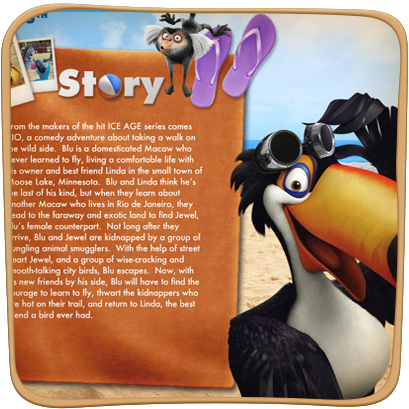 Story
rom the makers of the hit ICE AGE series comes
IO, a comedy adventure about taking a walk on
he wild side. Blu is a domesticated Macaw who
ever learned to fly, living a comfortable life with
is owner and best friend Linda in the small town of
oose Lake, Minnesota. Blu and Linda think he's
e last of his kind, but when they learn about
nother Macaw who lives in Rio de Janeiro, they
ead to the faraway and exotic land to find Jewel,
lu's female counterpart. Not long after they
rrive, Blu and Jewel are kidnapped by a group of
ungling animal smugglers. With the help of street
mart Jewel, and a group of wise-cracking and
mooth-talking city birds, Blu escapes. Now, with
s new friends by his side, Blu will have to find the
ourage to learn to fly, thwart the kidnappers who
re hot on their trail, and return to Linda, the best
end a bird ever had.